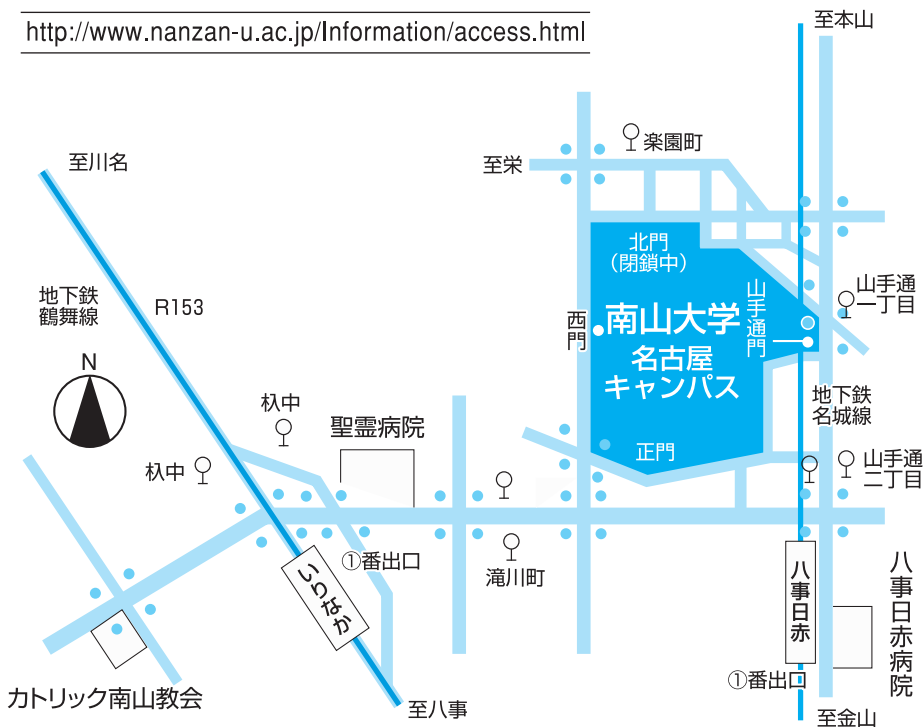 http://www.nanzan-u.ac.jp/Information/access.html
至本山
楽園町
至栄
至川名
北門
(閉鎖中)
地下鉄
鶴舞線
R153
西門
南山大学
名古屋
キャンパス
山手通門
山手通
一丁目
N
杁中
聖霊病院
地下鉄
名城線
杁中
正門
山手通
二丁目
①番出口
滝川町
いりなか
八事日赤
八事日赤病院
カトリック南山教会
至八事
①番出口
至金山